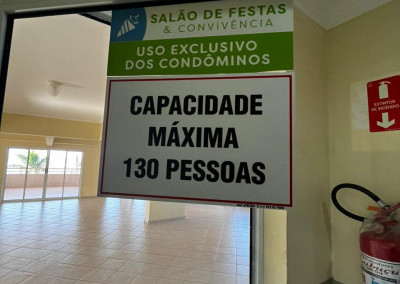 SALÃO DE FESTAS
& CONVIVÊNCIA
USO EXCLUSIVO
DOS CONDÔMINOS
CAPACIDADE
MÁXIMA
130 PESSOAS
EXTINTOR
DE INCÊNDIO